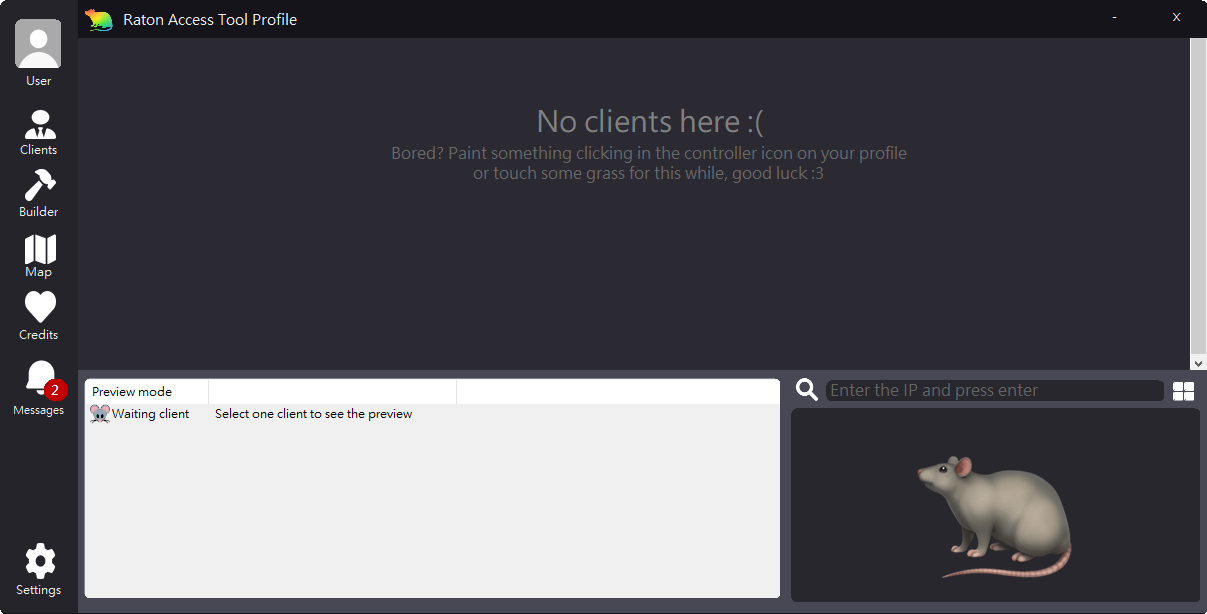 Raton Access Tool Profile
-
X
User
Clients
Builder
Map
Credits
2
Messages
Settings
No clients here :(
Bored? Paint something clicking in the controller icon on your profile
or touch some grass for this while, good luck :3
Preview mode
Waiting client
Select one client to see the preview
Enter the IP and press enter